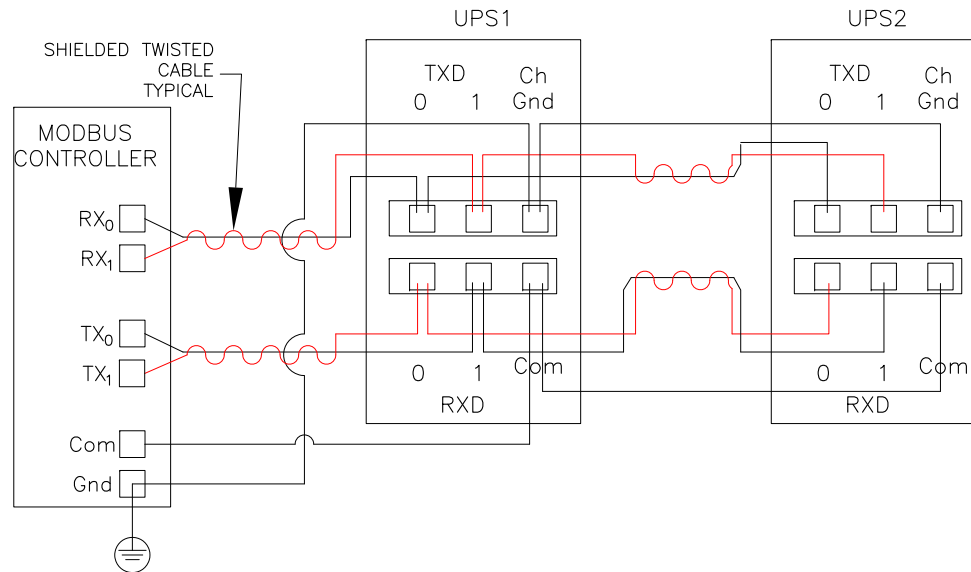 UPS1
UPS2
SHIELDED TWISTED
CABLE
TYPICAL
MODBUS
CONTROLLER
RX0
RX1
TX0
TX1
Com
Gnd
TXD
0 1
Ch
Gnd
0 1
Com
RXD
TXD
0 1
Ch
Gnd
0 1
Com
RXD